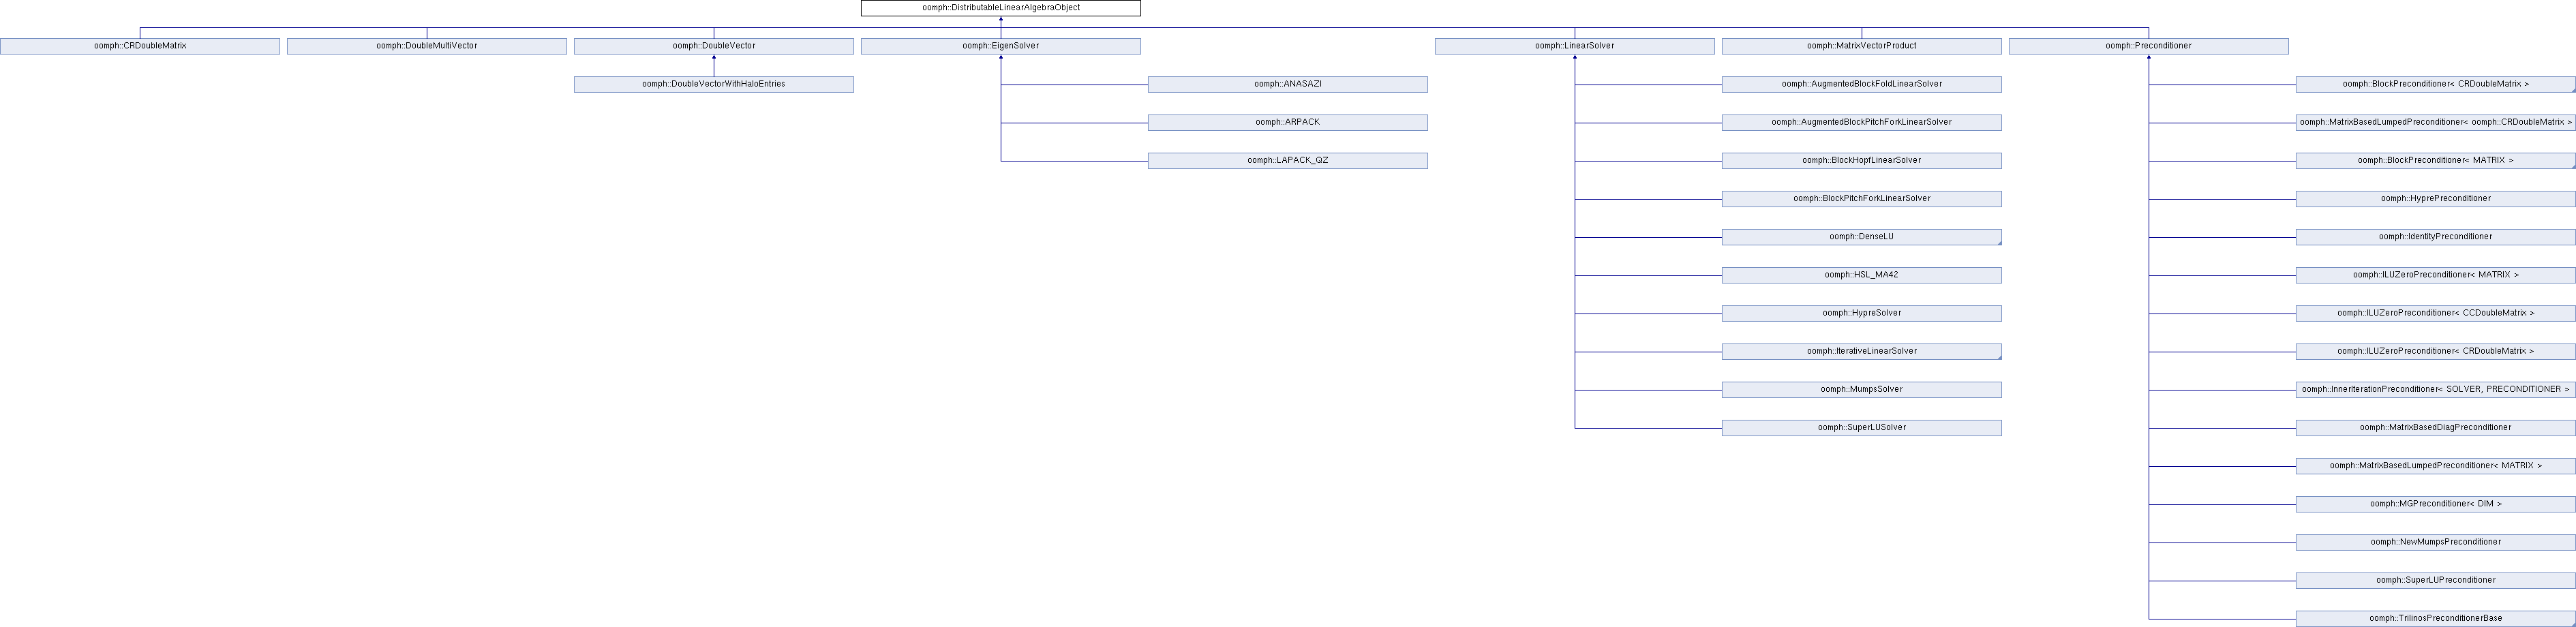 oomph::DistributableLinearAlgebraObject
oomph::CRDoubleMatrix
oomph::DoubleMultiVector
oomph::DoubleVector
oomph::EigenSolver
oomph::LinearSolver
oomph::MatrixVectorProduct
oomph::Preconditioner
oomph::DoubleVectorWithHaloEntries
oomph::ANASAZI
oomph::AugmentedBlockFoldLinearSolver
oomph::BlockPreconditioner< CRDoubleMatrix >
oomph::ARPACK
oomph::AugmentedBlockPitchForkLinearSolver
oomph::MatrixBasedLumpedPreconditioner< oomph::CRDoubleMatrix >
oomph::LAPACK_QZ
oomph::BlockHopfLinearSolver
oomph::BlockPreconditioner< MATRIX >
oomph::BlockPitchForkLinearSolver
oomph::HyprePreconditioner
oomph::DenseLU
oomph::IdentityPreconditioner
oomph::HSL_MA42
oomph::ILUZeroPreconditioner< MATRIX >
oomph::HypreSolver
oomph::ILUZeroPreconditioner< CCDoubleMatrix >
oomph::IterativeLinearSolver
oomph::ILUZeroPreconditioner< CRDoubleMatrix >
oomph::MumpsSolver
oomph::InnerIterationPreconditioner< SOLVER, PRECONDITIONER >
oomph::SuperLUSolver
oomph::MatrixBasedDiagPreconditioner
oomph::MatrixBasedLumpedPreconditioner< MATRIX >
oomph::MGPreconditioner< DIM >
oomph::NewMumpsPreconditioner
oomph::SuperLUPreconditioner
oomph::TrilinosPreconditionerBase